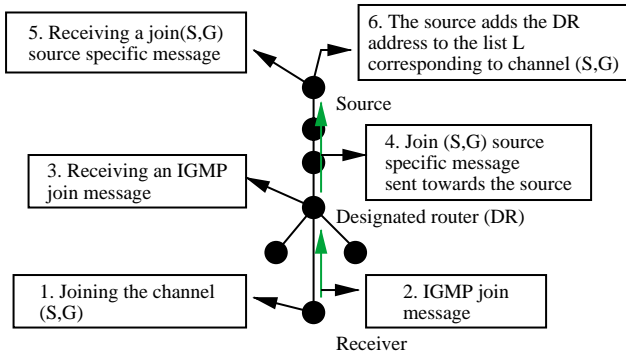 5. Receiving a join(S,G)
source specific message
6. The source adds the DR
address to the list L
corresponding to channel (S,G)
Source
4. Join (S,G) source
specific message
sent towards the source
3. Receiving an IGMP
join message
Designated router (DR)
1. Joining the channel
(S,G)
2. IGMP join
message
Receiver